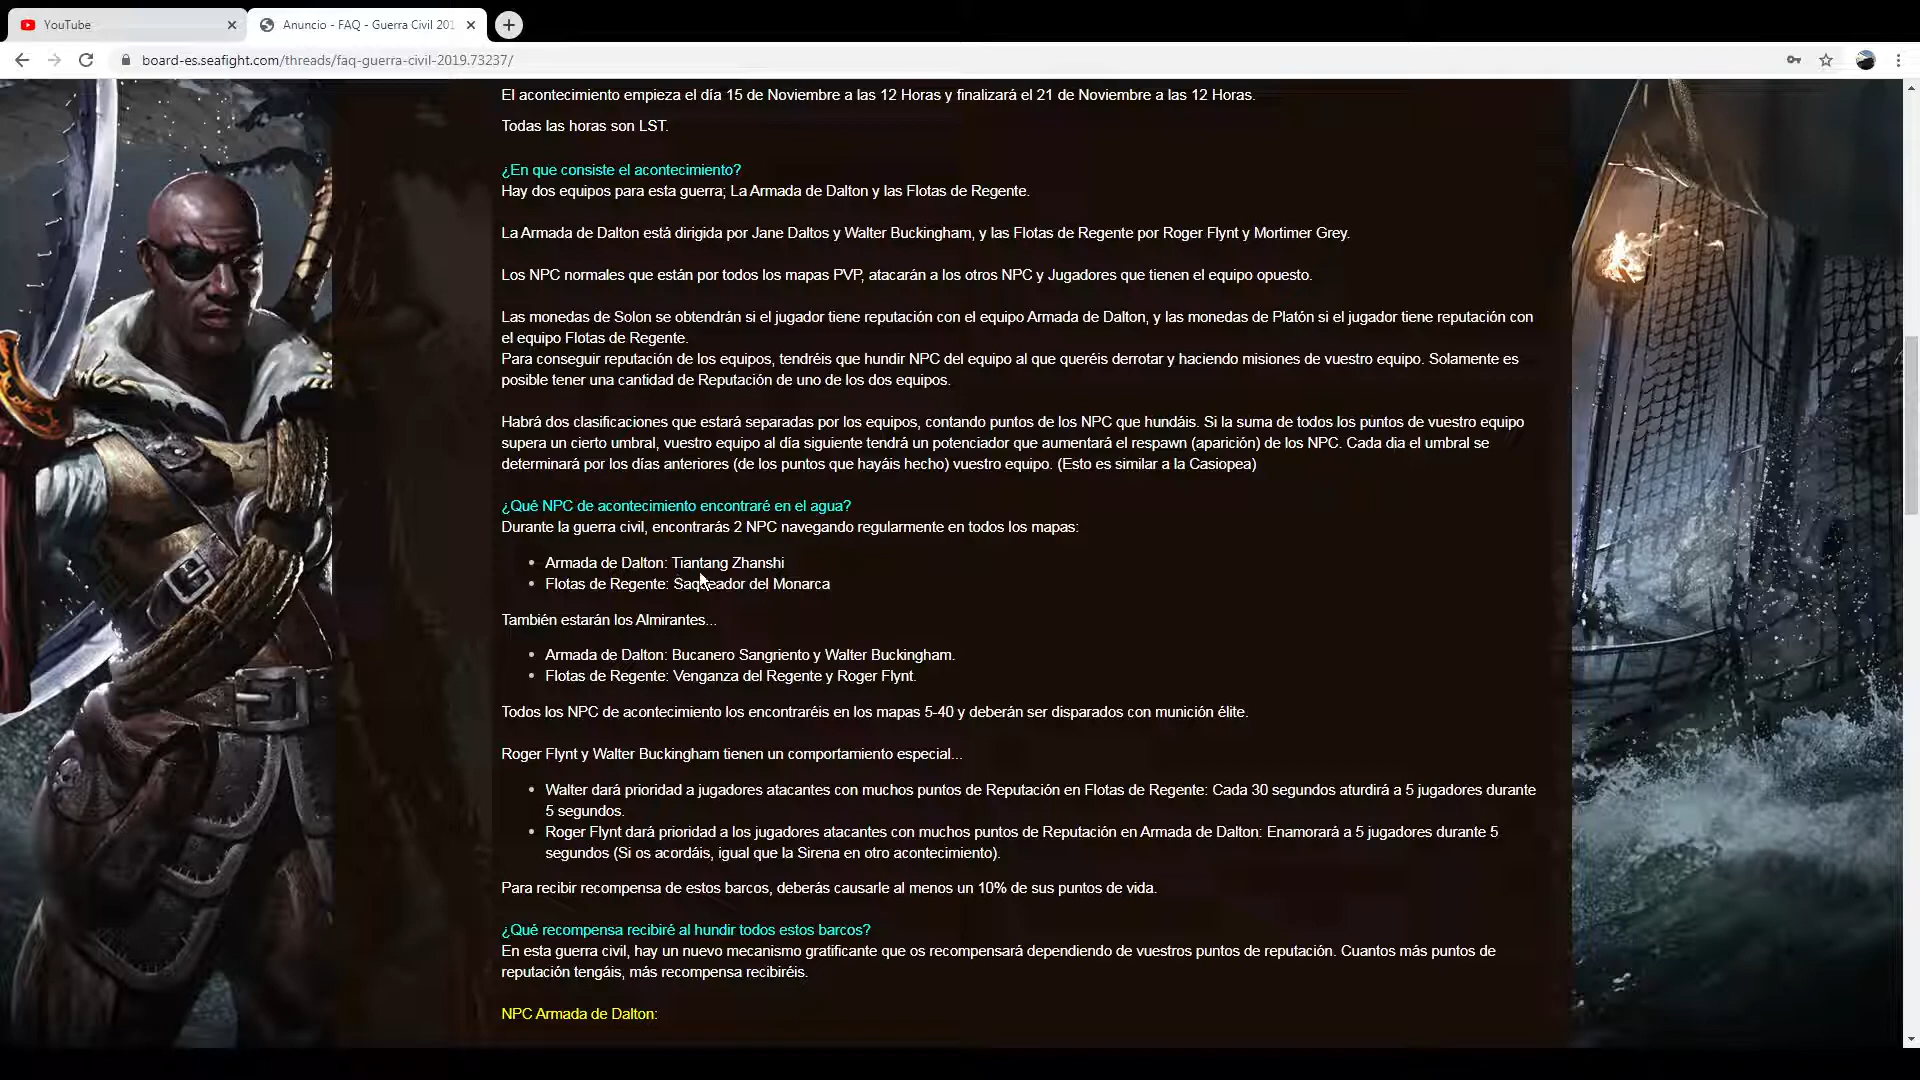 YouTube
Anuncio - FAQ - Guerra Civil 201
board-es.seafight.com/threads/faq-guerra-civil-2019.73237/
El acontecimiento empieza el día 15 de Noviembre a las 12 Horas y finalizará el 21 de Noviembre a las 12 Horas.
Todas las horas son LST.
¿En que consiste el acontecimiento?
Hay dos equipos para esta guerra; La Armada de Dalton y las Flotas de Regente.
La Armada de Dalton está dirigida por Jane Daltos y Walter Buckingham, y las Flotas de Regente por Roger Flynt y Mortimer Grey.
Los NPC normales que están por todos los mapas PVP, atacarán a los otros NPC y Jugadores que tienen el equipo opuesto.
Las monedas de Solon se obtendrán si el jugador tiene reputación con el equipo Armada de Dalton, y las monedas de Platón si el jugador tiene reputación con
el equipo Flotas de Regente.
Para conseguir reputación de los equipos, tendréis que hundir NPC del equipo al que queréis derrotar y haciendo misiones de vuestro equipo. Solamente es
posible tener una cantidad de Reputación de uno de los dos equipos.
Habrá dos clasificaciones que estará separadas por los equipos, contando puntos de los NPC que hundáis. Si la suma de todos los puntos de vuestro equipo
supera un cierto umbral, vuestro equipo al día siguiente tendrá un potenciador que aumentará el respawn (aparición) de los NPC. Cada dia el umbral se
determinará por los días anteriores (de los puntos que hayáis hecho) vuestro equipo. (Esto es similar a la Casiopea)
¿Qué NPC de acontecimiento encontraré en el agua?
Durante la guerra civil, encontrarás 2 NPC navegando regularmente en todos los mapas:
• Armada de Dalton: Tiantang Zhanshi
• Flotas de Regente: Saqueador del Monarca
También estarán los Almirantes...
• Armada de Dalton: Bucanero Sangriento y Walter Buckingham.
• Flotas de Regente: Venganza del Regente y Roger Flynt.
Todos los NPC de acontecimiento los encontraréis en los mapas 5-40 y deberán ser disparados con munición élite.
Roger Flynt y Walter Buckingham tienen un comportamiento especial...
• Walter dará prioridad a jugadores atacantes con muchos puntos de Reputación en Flotas de Regente: Cada 30 segundos aturdirá a 5 jugadores durante
5 segundos.
• Roger Flynt dará prioridad a los jugadores atacantes con muchos puntos de Reputación en Armada de Dalton: Enamorará a 5 jugadores durante 5
segundos (Si os acordáis, igual que la Sirena en otro acontecimiento).
Para recibir recompensa de estos barcos, deberás causarle al menos un 10% de sus puntos de vida.
¿Qué recompensa recibiré al hundir todos estos barcos?
En esta guerra civil, hay un nuevo mecanismo gratificante que os recompensará dependiendo de vuestros puntos de reputación. Cuantos más puntos de
reputación tengáis, más recompensa recibiréis.
NPC Armada de Dalton: